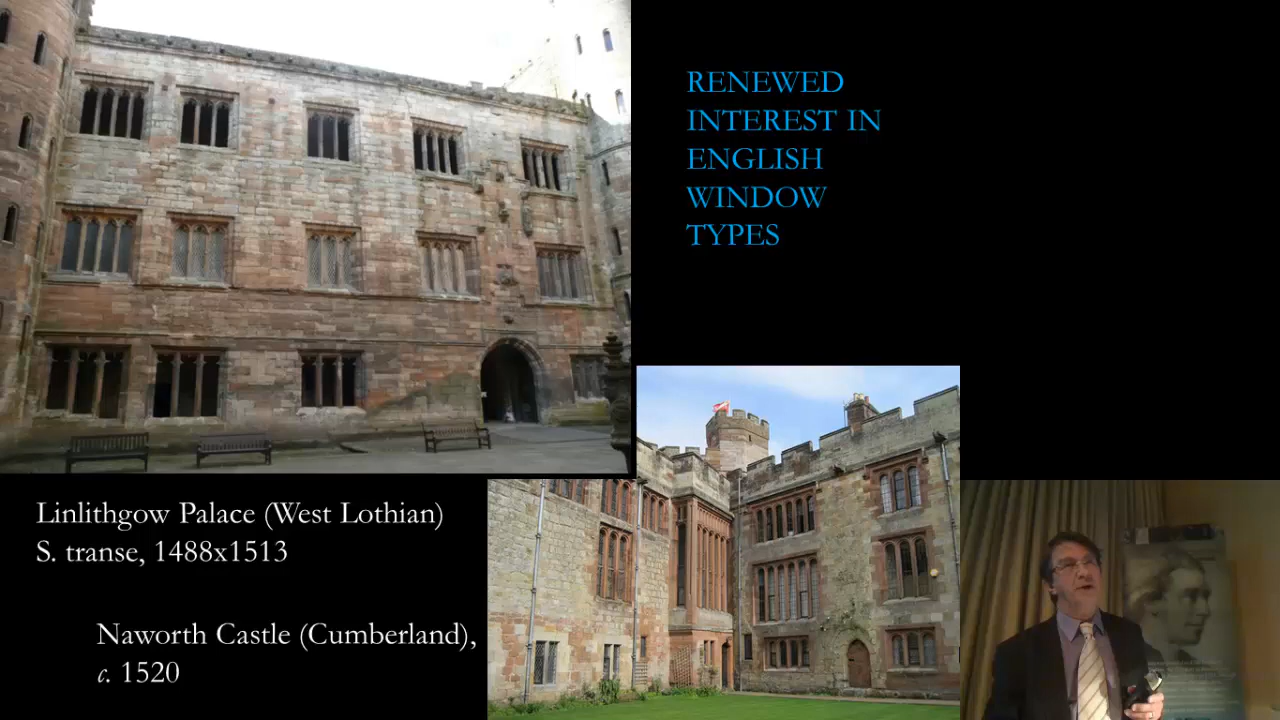 RENEWED
INTEREST IN
ENGLISH
WINDOW
TYPES
Linlithgow Palace (West Lothian)
S. transe, 1488x1513
Naworth Castle (Cumberland),
c. 1520